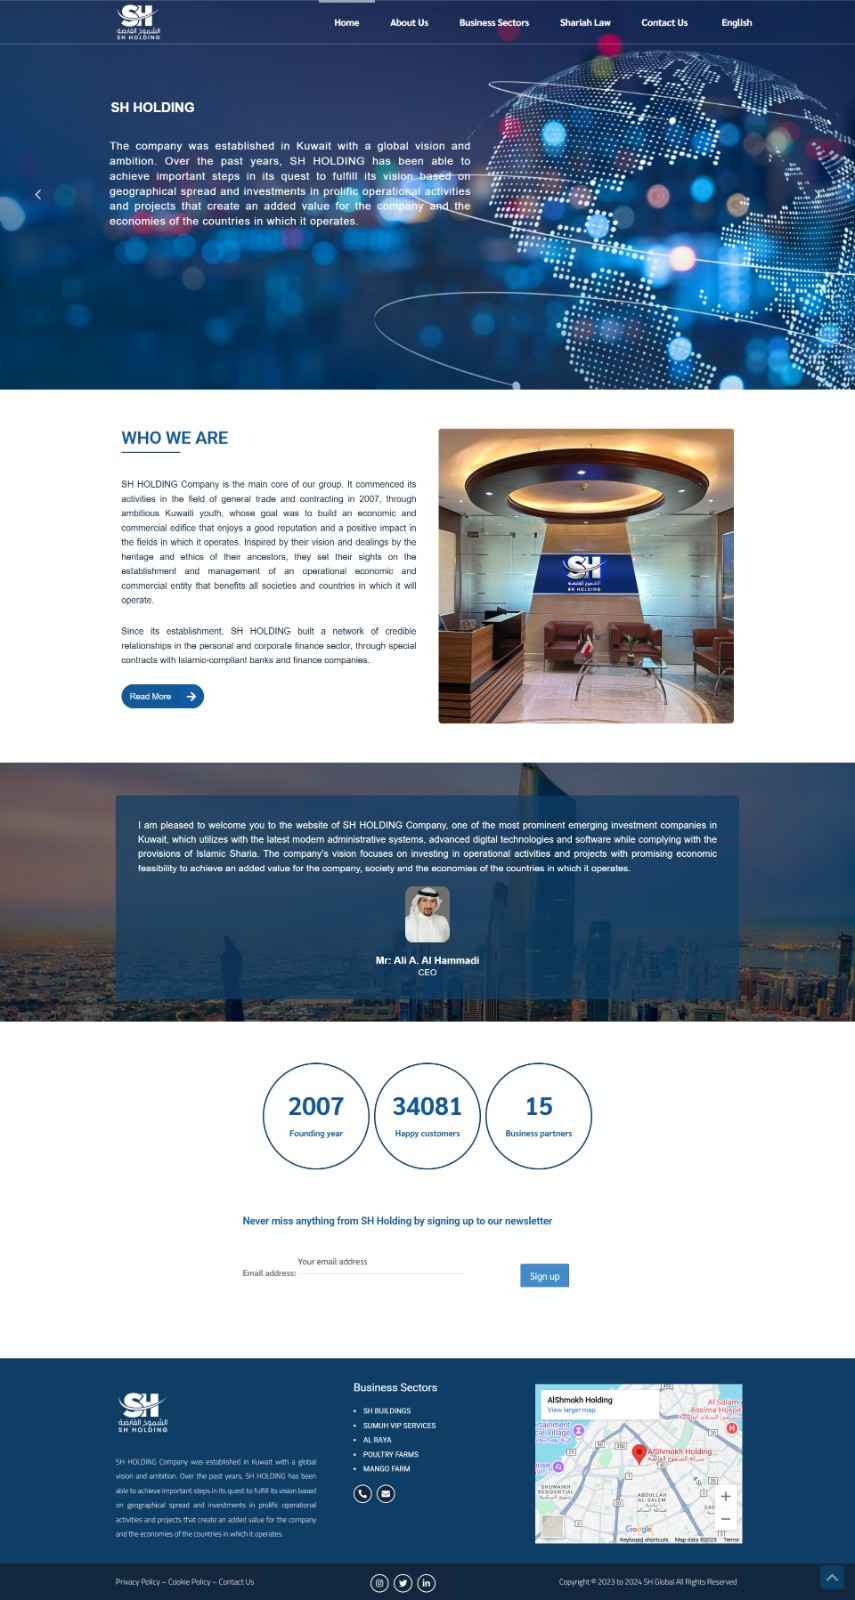 SH
الشموخ القابضة
SH HOLDING
Home
About Us
Business Sectors
Shariah Law
Contact Us
English
SH HOLDING
The company was established in Kuwait with a global vision and
ambition. Over the past years, SH HOLDING has been able to
achieve important steps in its quest to fulfill its vision based on
geographical spread and investments in prolific operational activities
and projects that create an added value for the company and the
economies of the countries in which it operates.
WHO WE ARE
SH HOLDING Company is the main core of our group. It commenced its
activities in the field of general trade and contracting in 2007, through
ambitious Kuwaiti youth, whose goal was to build an economic and
commercial edifice that enjoys a good reputation and a positive impact in
the fields in which it operates. Inspired by their vision and dealings by the
heritage and ethics of their ancestors, they set their sights on the
establishment and management of an operational economic and
commercial entity that benefits all societies and countries in which it will
operate.
Since its establishment, SH HOLDING built a network of credible
relationships in the personal and corporate finance sector, through special
contracts with Islamic-compliant banks and finance companies.
Read More
SH
الشموخ القابضة
SH HOLDING
I am pleased to welcome you to the website of SH HOLDING Company, one of the most prominent emerging investment companies in
Kuwait, which utilizes with the latest modern administrative systems, advanced digital technologies and software while complying with the
provisions of Islamic Sharia. The company's vision focuses on investing in operational activities and projects with promising economic
feasibility to achieve an added value for the company, society and the economies of the countries in which it operates.
Mr: Ali A. Al Hammadi
CEO
2007
Founding year
34081
Happy customers
15
Business partners
Never miss anything from SH Holding by signing up to our newsletter
Email address:
Your email address
Sign up
SH
الشموخ القابضة
SH HOLDING
SH HOLDING Company was established in Kuwait with a global
vision and ambition. Over the past years, SH HOLDING has been
able to achieve important steps in its quest to fulfill its vision based
on geographical spread and investments in prolific operational
activities and projects that create an added value for the company
and the economies of the countries in which it operates.
Business Sectors
• SH BUILDINGS
• SUMUH VIP SERVICES
• AL RAYA
• POULTRY FARMS
• MANGO FARM
AlShmokh Holding
View larger map
Al Salam
Assima Hospit
AlShmokh Holding
SHUWAIKH
RESIDENTIAL
ABDULLAH
AL-SALEM
Google
Keyboard shortcuts
Map data ©2025
Terms
Privacy Policy – Cookie Policy – Contact Us
Copyright © 2023 to 2024 SH Global All Rights Reserved